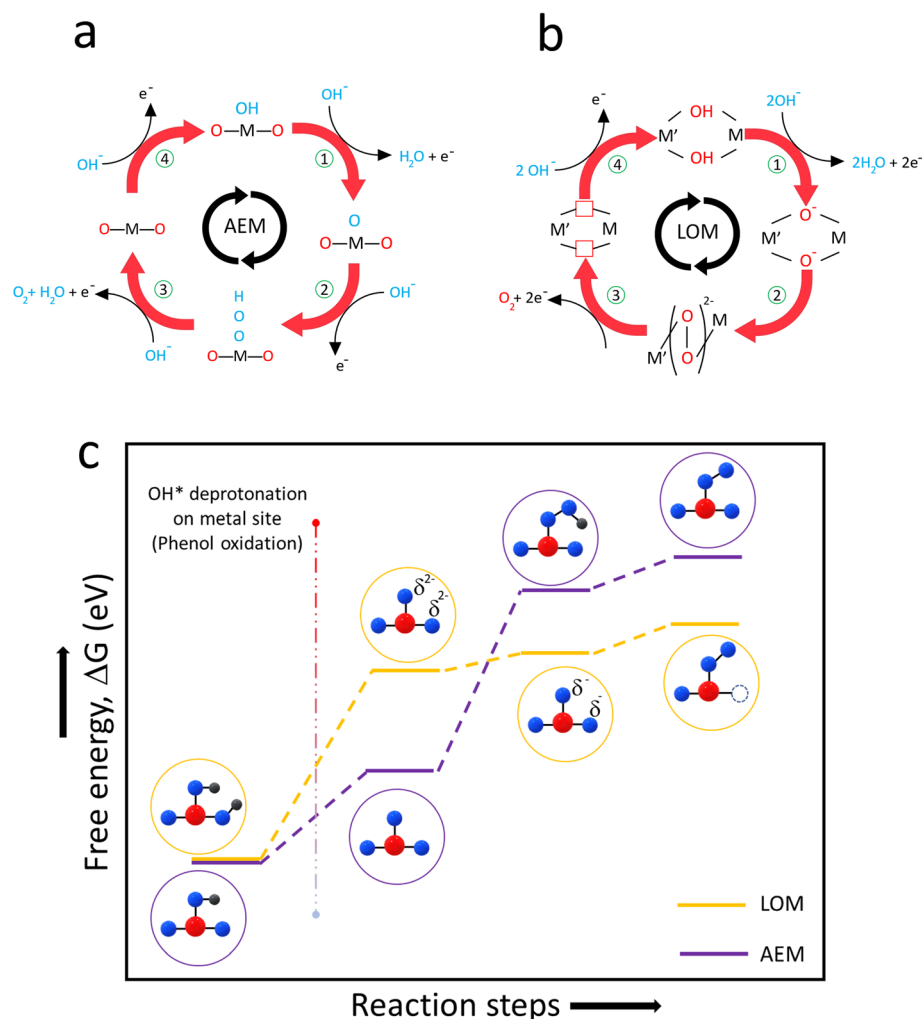 a
e⁻
OH
OH⁻
O—M—O
OH⁻
④
①
H₂O + e⁻
AEM
O—M—O
O
O—M—O
③
②
O₂ + H₂O + e⁻
H
O
O
OH⁻
O—M—O
OH⁻
e⁻
b
e⁻
OH
2OH⁻
M'
M
2 OH⁻
OH
④
①
2H₂O + 2e⁻
M'
M
LOM
O⁻
M'
M
O⁻
③
②
O₂ + 2e⁻
2-
O
M
M'
O
c
OH* deprotonation
on metal site
(Phenol oxidation)
δ²⁻
δ²⁻
δ⁻
δ⁻
Free energy, ΔG (eV)
LOM
AEM
Reaction steps